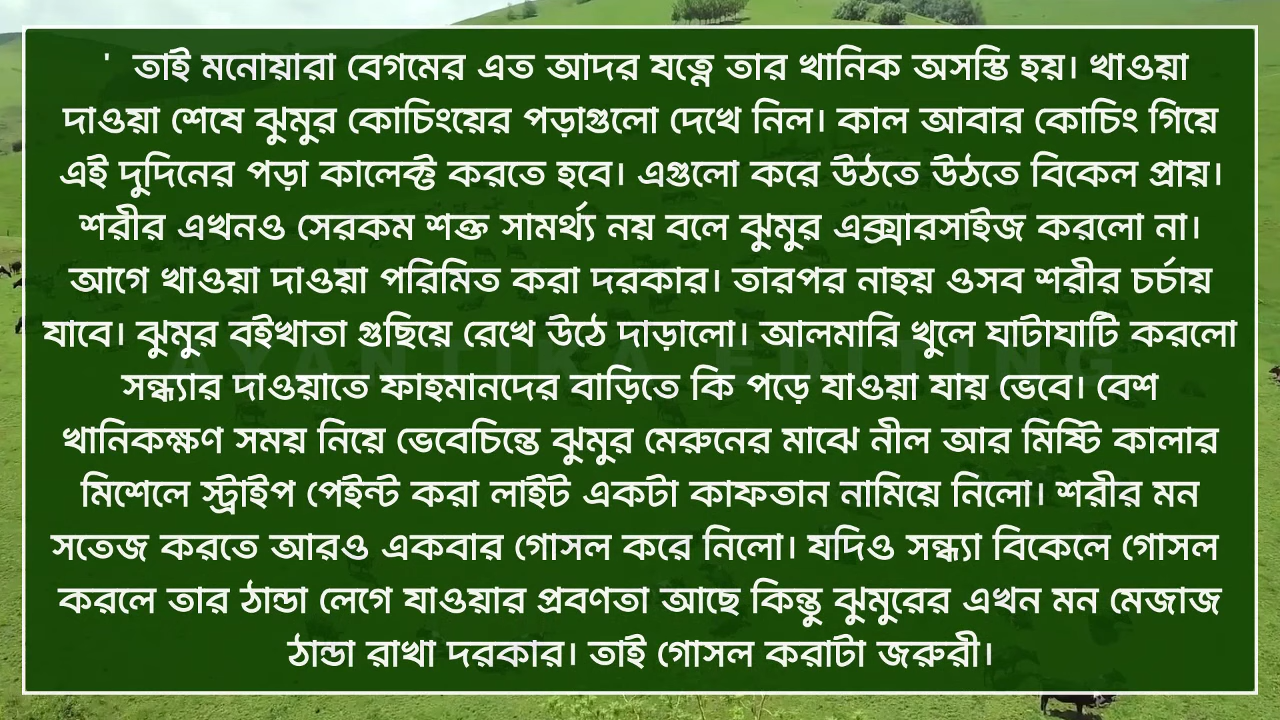 ' তাই মনোয়ারা বেগমের এত আদর যত্নে তার খানিক অসস্তি হয়। খাওয়া
দাওয়া শেষে ঝুমুর কোচিংয়ের পড়াগুলো দেখে নিল। কাল আবার কোচিং গিয়ে
এই দুদিনের পড়া কালেক্ট করতে হবে। এগুলো করে উঠতে উঠতে বিকেল প্রায়।
শরীর এখনও সেরকম শক্ত সামর্থ্য নয় বলে ঝুমুর এক্সারসাইজ করলো না।
আগে খাওয়া দাওয়া পরিমিত করা দরকার। তারপর নাহয় ওসব শরীর চর্চায়
যাবে। ঝুমুর বইখাতা গুছিয়ে রেখে উঠে দাড়ালো। আলমারি খুলে ঘাটাঘাটি করলো
সন্ধ্যার দাওয়াতে ফাহমানদের বাড়িতে কি পড়ে যাওয়া যায় ভেবে। বেশ
খানিকক্ষণ সময় নিয়ে ভেবেচিন্তে ঝুমুর মেরুনের মাঝে নীল আর মিষ্টি কালার
মিশেলে স্ট্রাইপ পেইন্ট করা লাইট একটা কাফতান নামিয়ে নিলো। শরীর মন
সতেজ করতে আরও একবার গোসল করে নিলো। যদিও সন্ধ্যা বিকেলে গোসল
করলে তার ঠান্ডা লেগে যাওয়ার প্রবণতা আছে কিন্তু ঝুমুরের এখন মন মেজাজ
ঠান্ডা রাখা দরকার। তাই গোসল করাটা জরুরী।
AYANTIKA EDITING